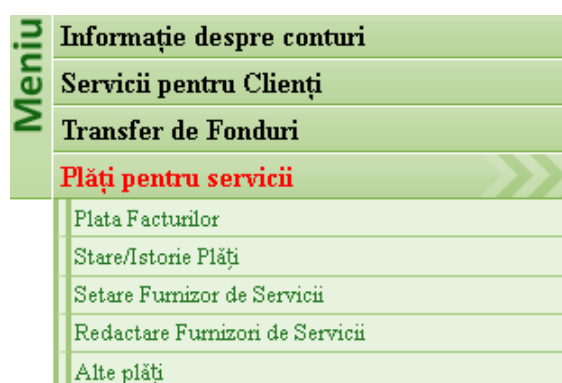 Meniu
Informație despre conturi
Servicii pentru Clienți
Transfer de Fonduri
Plăți pentru servicii
Plata Facturilor
Stare/Istorie Plăți
Setare Furnizor de Servicii
Redactare Furnizori de Servicii
Alte plăți